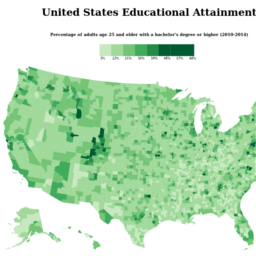 United States Educational Attainment
Percentage of adults age 25 and older with a bachelor's degree or higher (2010-2014)
3% 12% 21% 30% 39% 48% 57% 66%